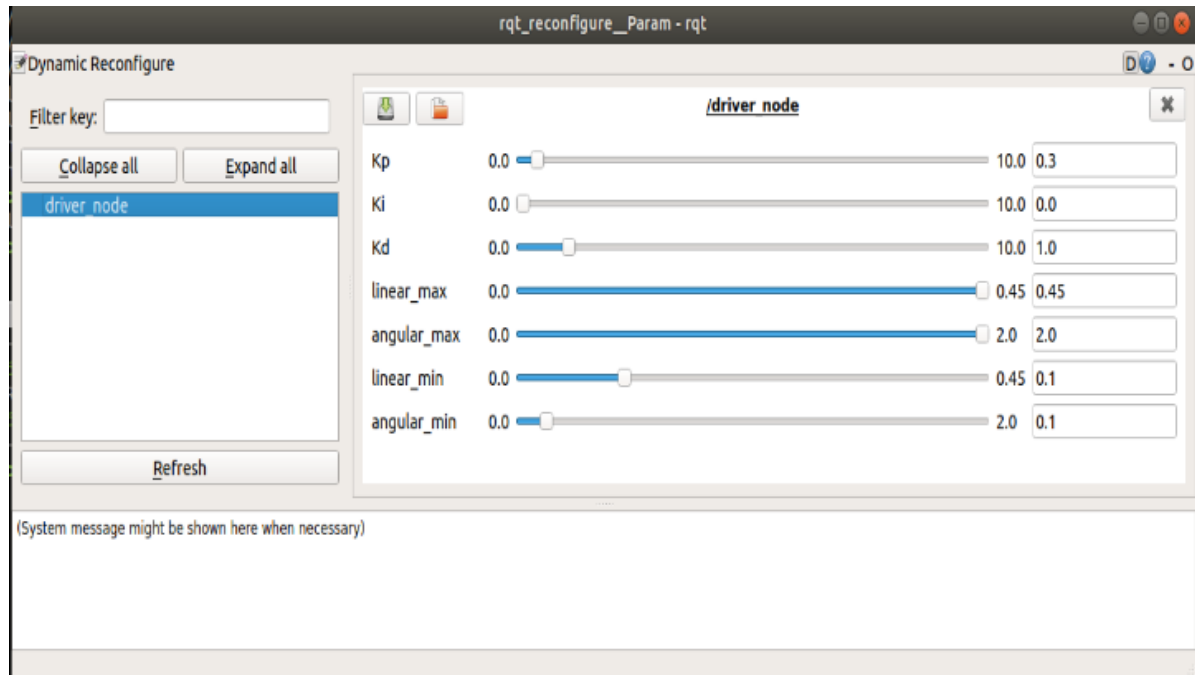 rqt_reconfigure__Param - rqt
Dynamic Reconfigure
D? - O
Filter key:
Collapse all Expand all
driver_node
Refresh
/driver_node
Kp 0.0 10.0 0.3
Ki 0.0 10.0 0.0
Kd 0.0 10.0 1.0
linear_max 0.0 0.45 0.45
angular_max 0.0 2.0 2.0
linear_min 0.0 0.45 0.1
angular_min 0.0 2.0 0.1
(System message might be shown here when necessary)